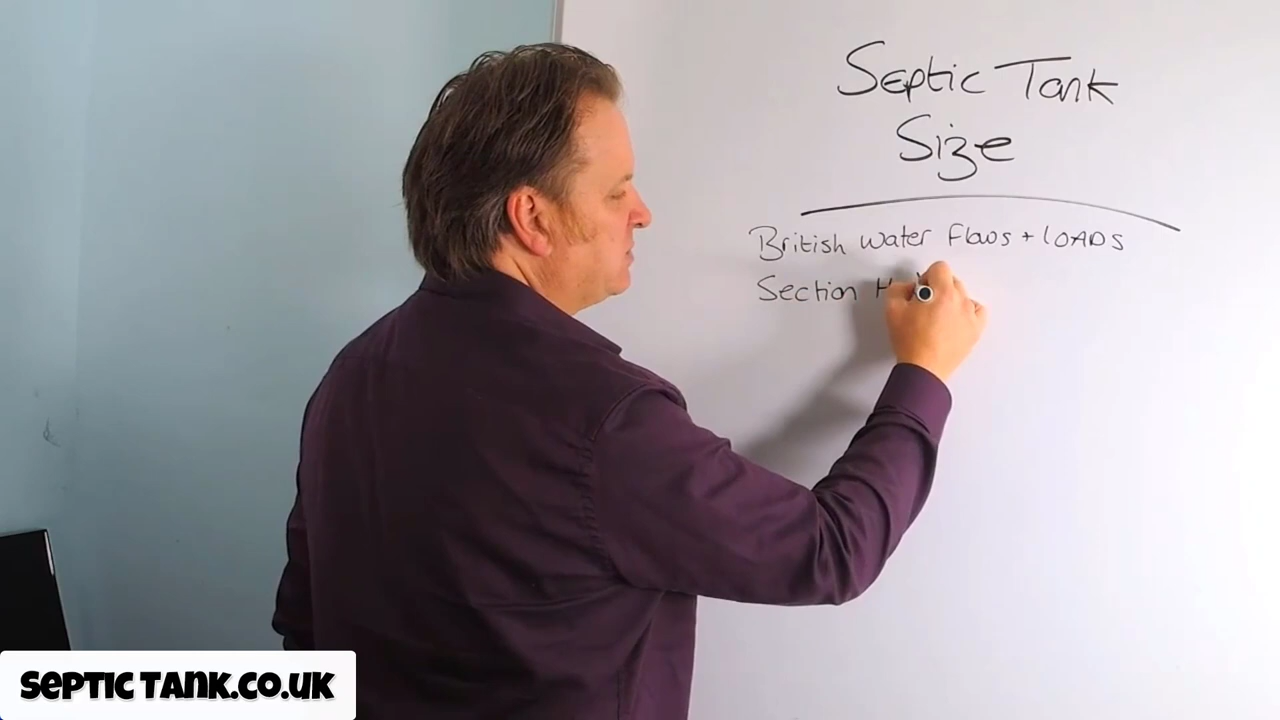 Septic Tank
Size
British Water Flows + LOADS
Section H
SEPTIC TANK.CO.UK